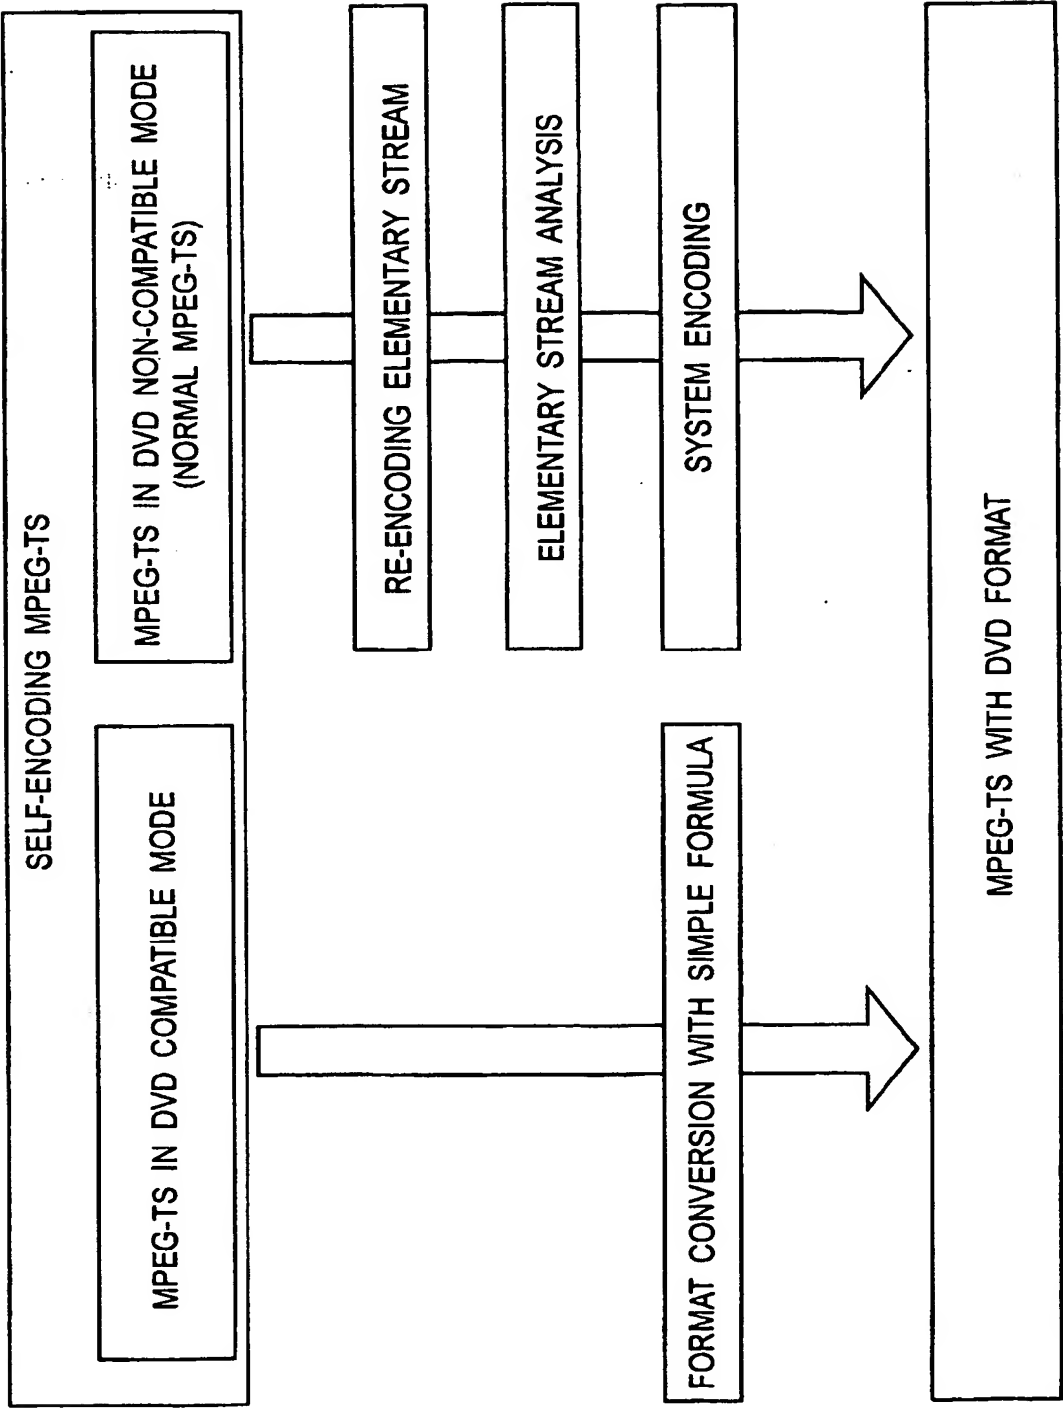 SELF-ENCODING MPEG-TS
MPEG-TS IN DVD COMPATIBLE MODE
MPEG-TS IN DVD NON-COMPATIBLE MODE
(NORMAL MPEG-TS)
RE-ENCODING ELEMENTARY STREAM
ELEMENTARY STREAM ANALYSIS
FORMAT CONVERSION WITH SIMPLE FORMULA
SYSTEM ENCODING
MPEG-TS WITH DVD FORMAT